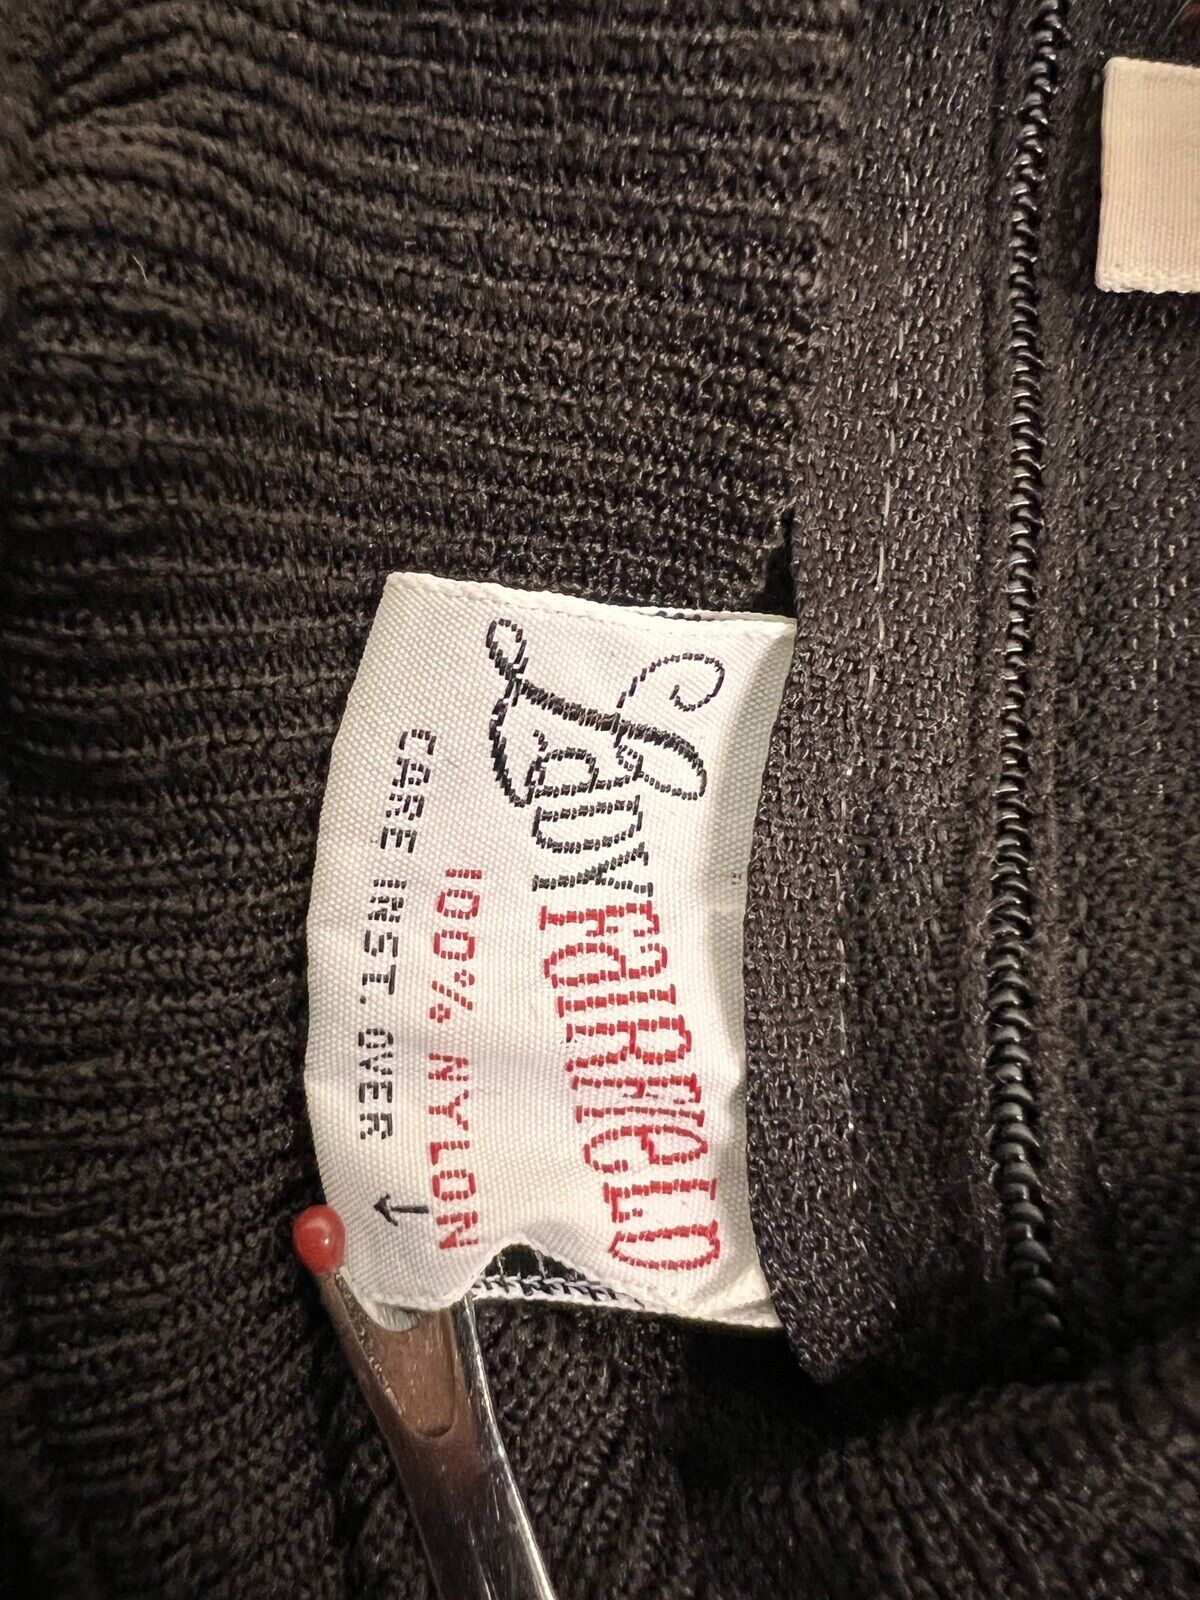 Lady Fairfield
100% NYLON
CARE INST. OVER →